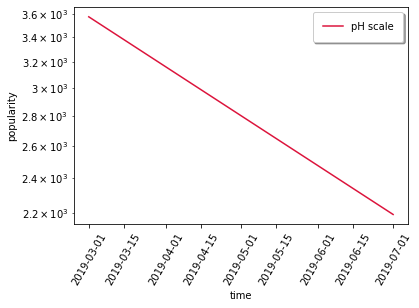 3.6 × 10³
3.4 × 10³
3.2 × 10³
3 × 10³
2.8 × 10³
2.6 × 10³
2.4 × 10³
2.2 × 10³
popularity
pH scale
2019-03-01
2019-03-15
2019-04-01
2019-04-15
2019-05-01
2019-05-15
2019-06-01
2019-06-15
2019-07-01
time